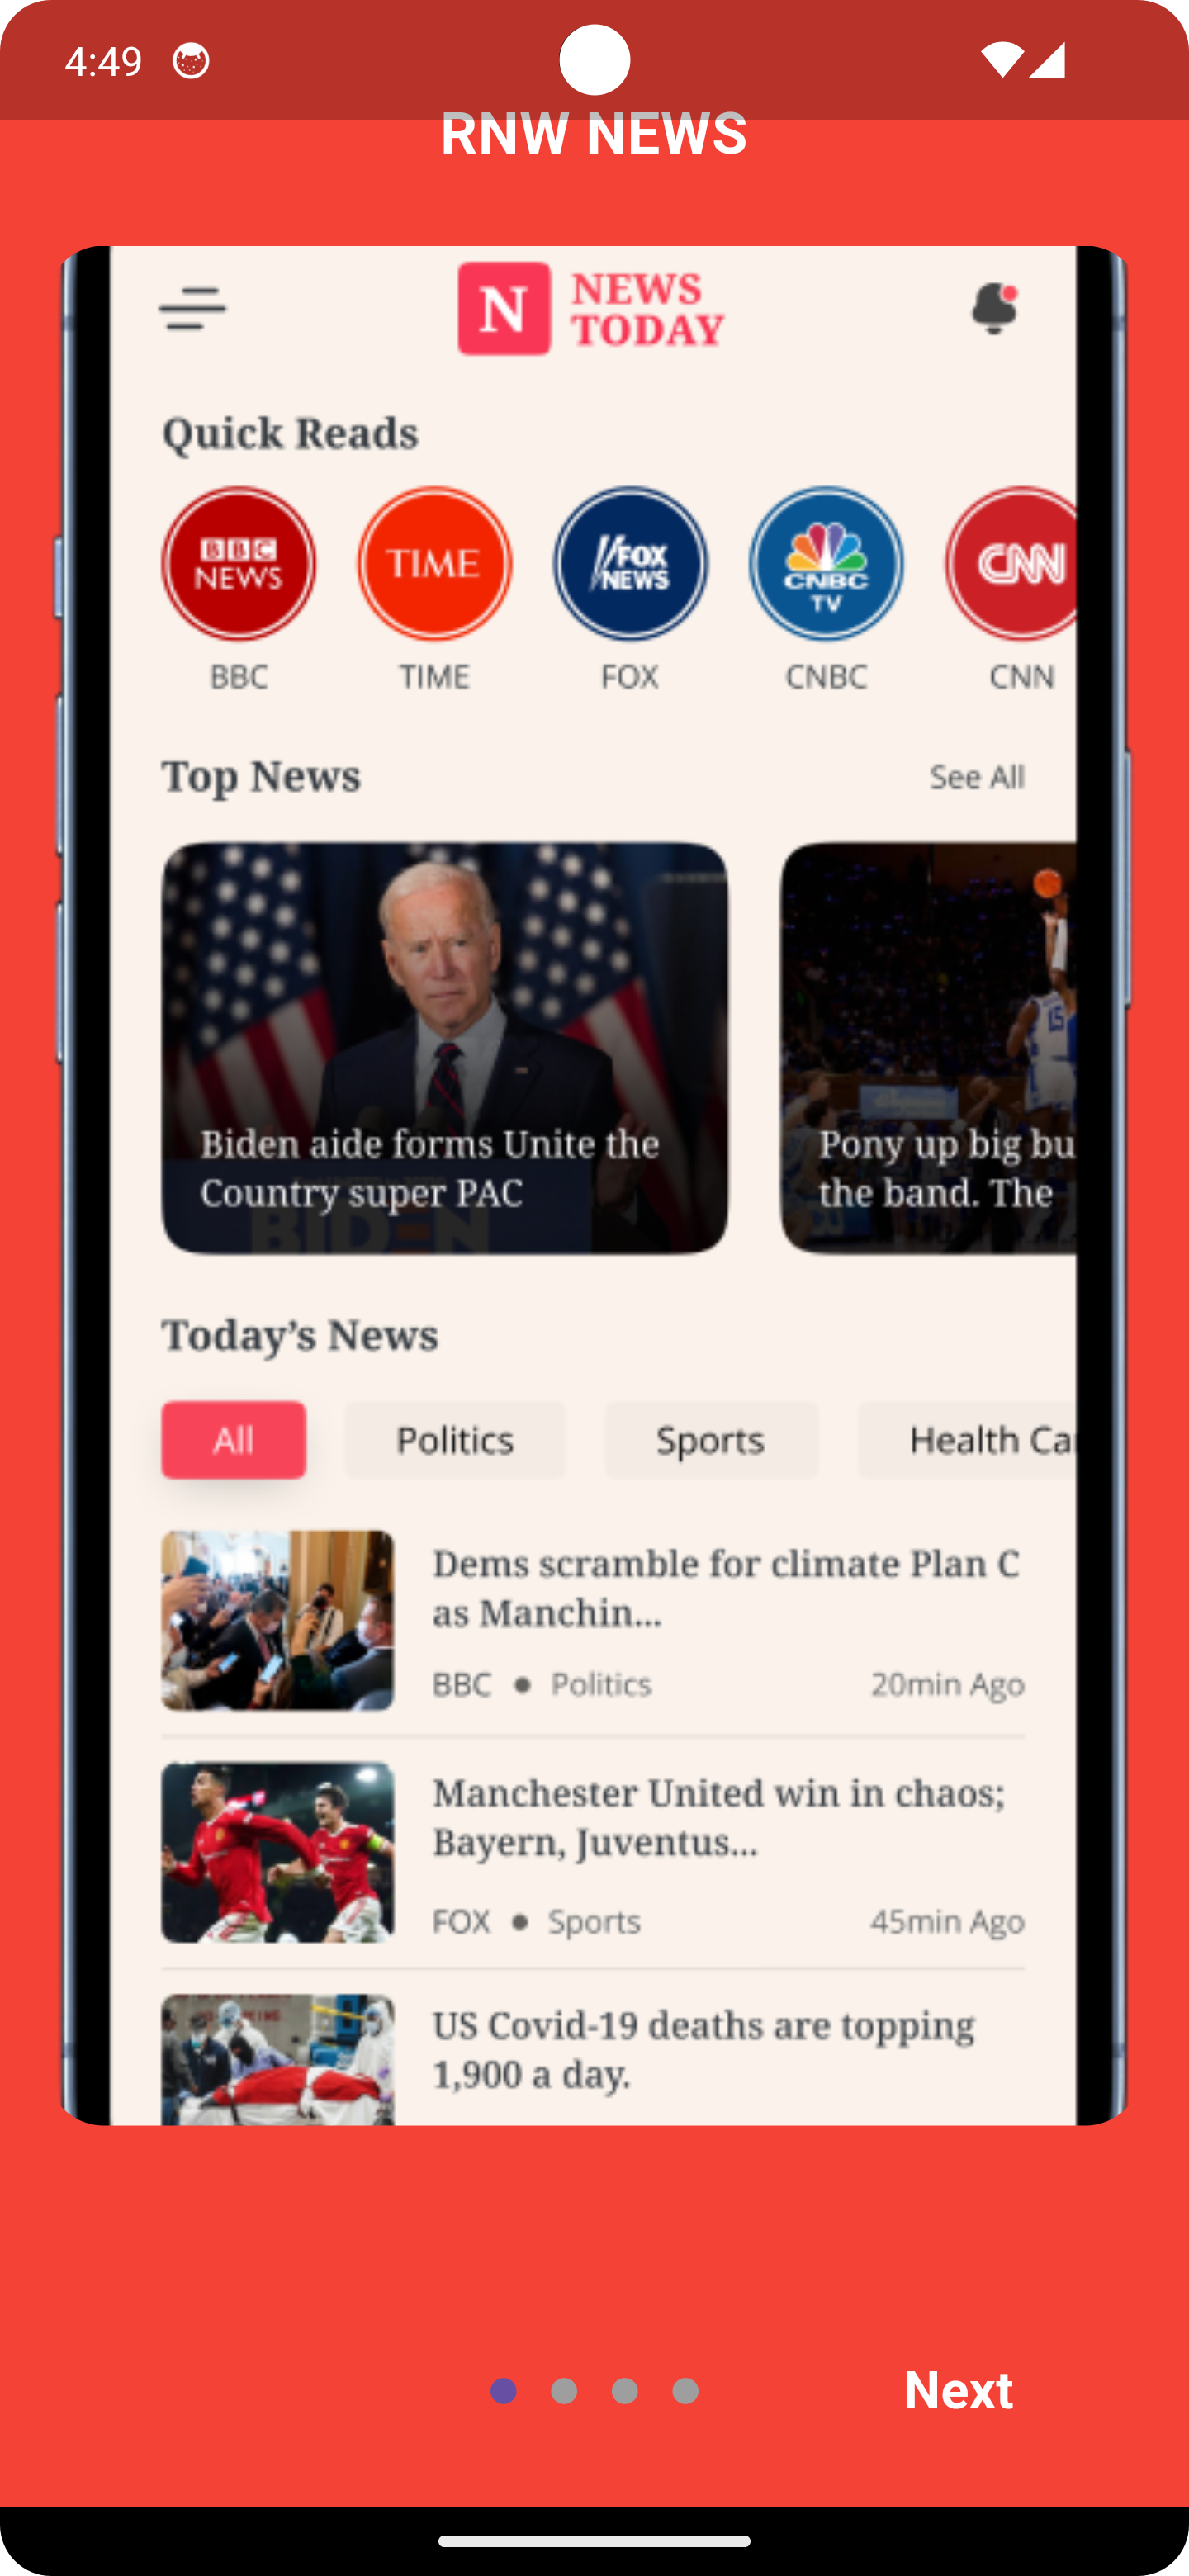 4:49
RNW NEWS
N
NEWS
TODAY
Quick Reads
BBC
NEWS
TIME
FOX
NEWS
CNBC
TV
CNN
BBC
TIME
FOX
CNBC
CNN
Top News
See All
15
BIDEN
Biden aide forms Unite the
Country super PAC
Pony up big bu
the band. The
Today’s News
All
Politics
Sports
Health Ca
Dems scramble for climate Plan C
as Manchin...
BBC • Politics
20min Ago
Manchester United win in chaos;
Bayern, Juventus...
FOX • Sports
45min Ago
US Covid-19 deaths are topping
1,900 a day.
Next